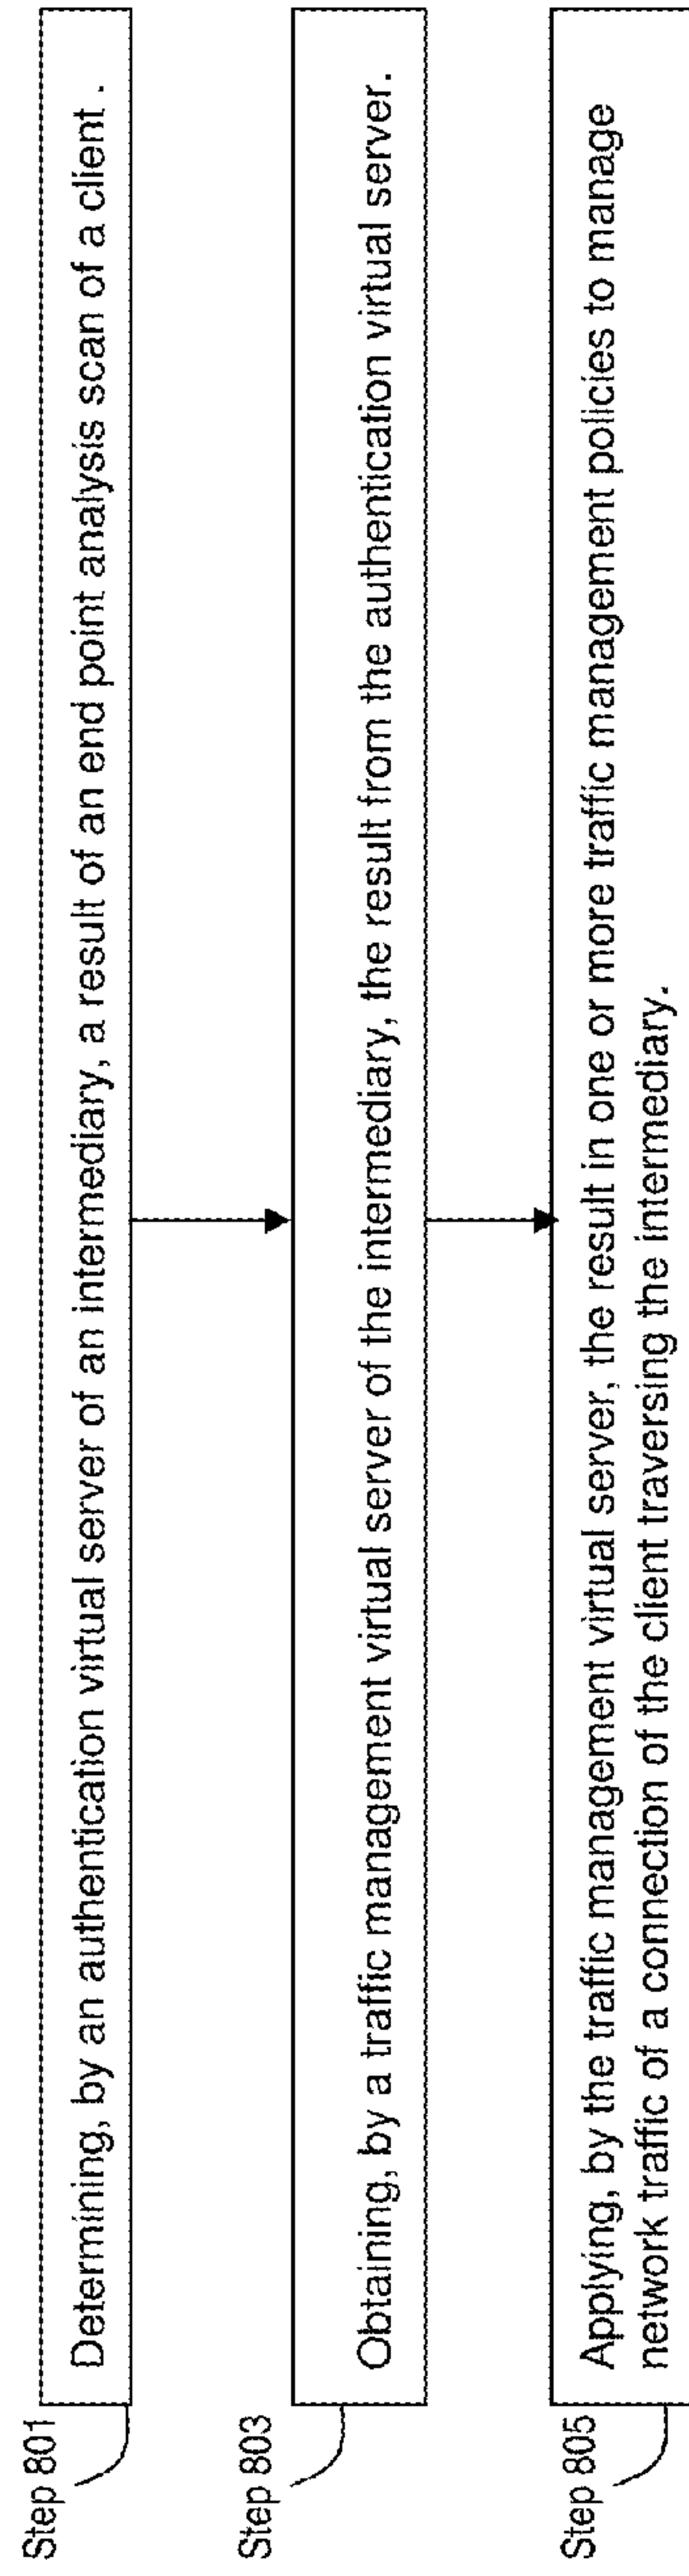 Step 801
Determining, by an authentication virtual server of an intermediary, a result of an end point analysis scan of a client .
Step 803
Obtaining, by a traffic management virtual server of the intermediary, the result from the authentication virtual server.
Step 805
Applying, by the traffic management virtual server, the result in one or more traffic management policies to manage
network traffic of a connection of the client traversing the intermediary.